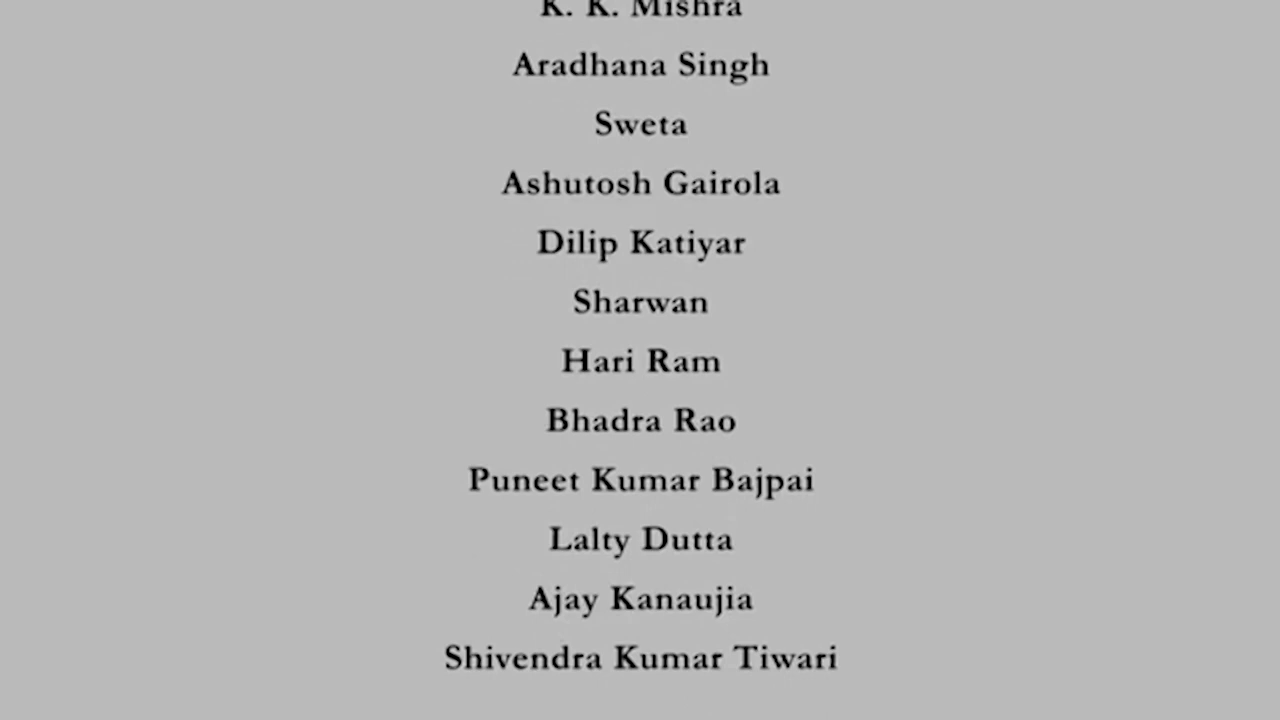 K. K. Mishra
Aradhana Singh
Sweta
Ashutosh Gairola
Dilip Katiyar
Sharwan
Hari Ram
Bhadra Rao
Puneet Kumar Bajpai
Lalty Dutta
Ajay Kanaujia
Shivendra Kumar Tiwari